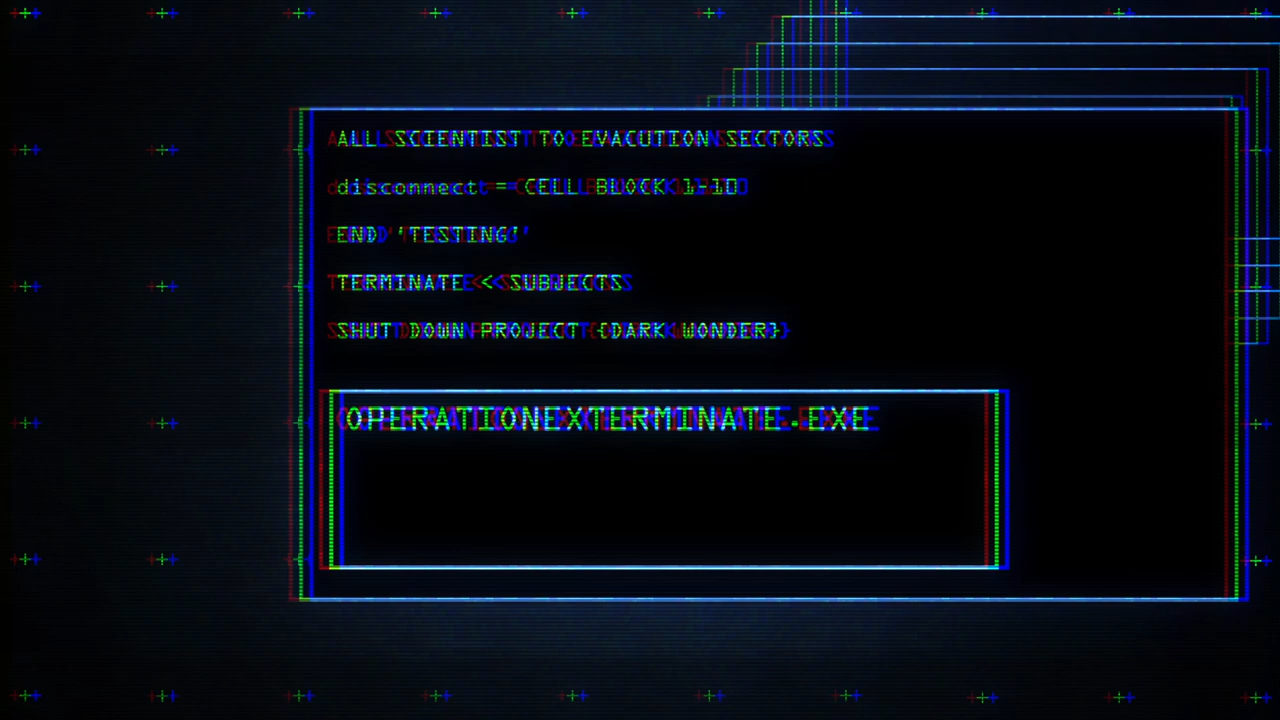 ALL SCIENTIST TO EVACUTION SECTORS
disconnect = CELL BLOCK 1-1D
END 'TESTING'
TERMINATE << SUBJECTS
SHUT DOWN PROJECT {DARK WONDER}
OPERATIONEXTERMINATE.EXE